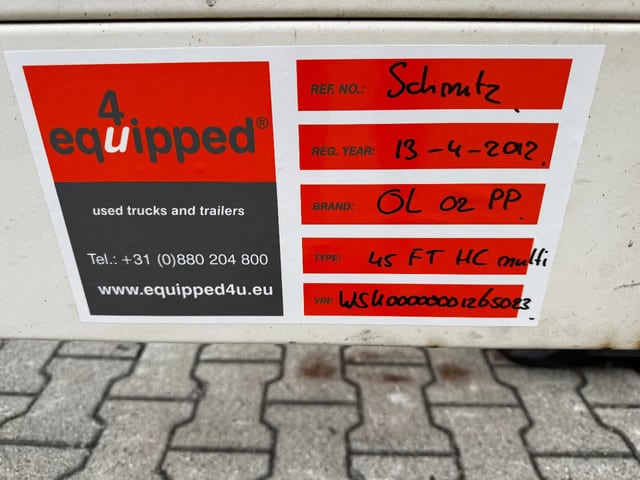 4
equipped®
used trucks and trailers
Tel.: +31 (0)880 204 800
www.equipped4u.eu
REF. NO.: Schmitz
REG. YEAR: 13-4-2012
BRAND: OL 02 PP
TYPE: 45 FT HC multi
VIN: WSK00000001265023